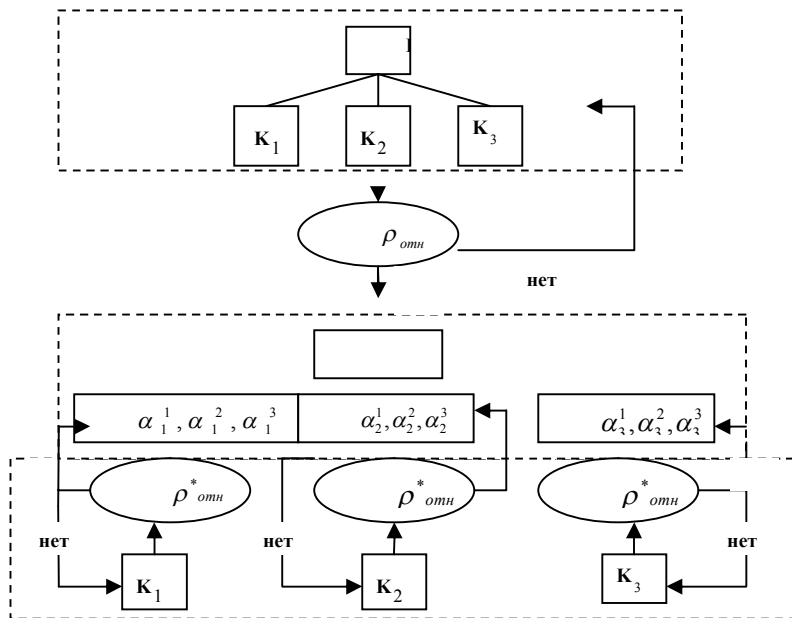 K₁ K₂ K₃
ρ отн
нет
α₁¹, α₁², α₁³ α₂¹, α₂², α₂³ α₃¹, α₃², α₃³
ρ*отн ρ*отн ρ*отн
нет нет нет
K₁ K₂ K₃